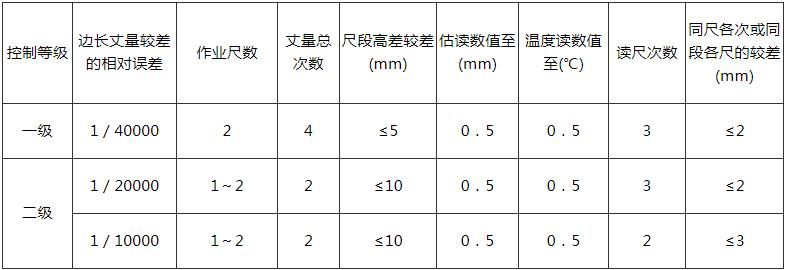 控制等级 边长丈量较差的相对误差 作业尺数 丈量总次数 尺段高差较差(mm) 估读数值至(mm) 温度读数值至(℃) 读尺次数 同尺各次或同段各尺的较差(mm)
一级 1/40000 2 4 ≤5 0.5 0.5 3 ≤2
二级 1/20000 1~2 2 ≤10 0.5 0.5 3 ≤2
1/10000 1~2 2 ≤10 0.5 0.5 2 ≤3